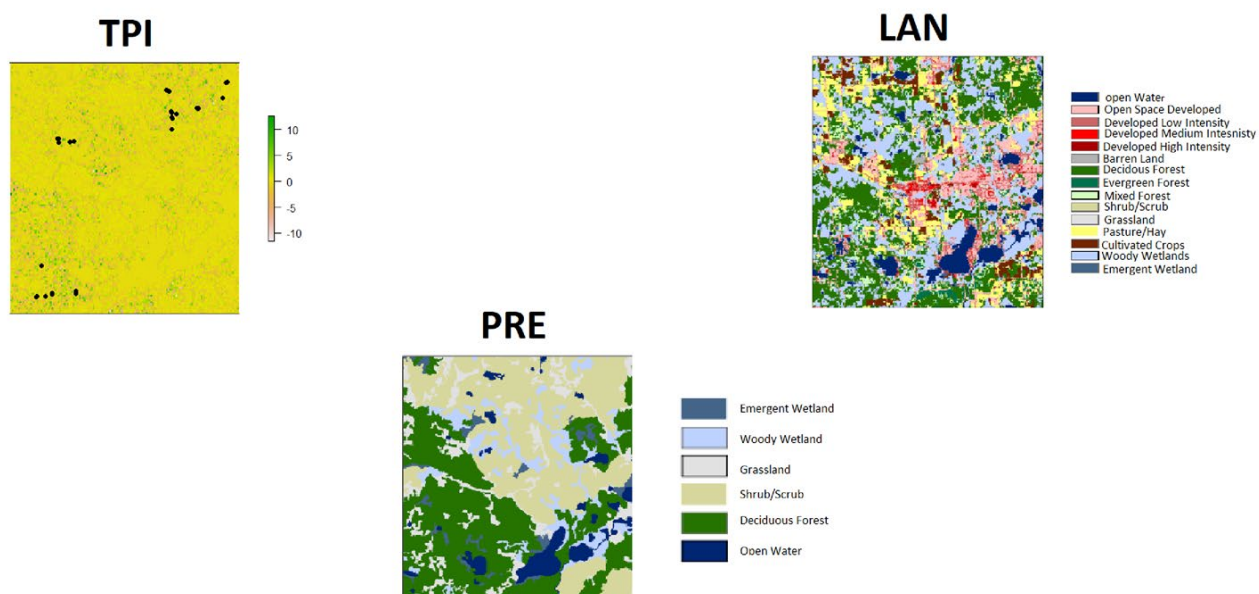 TPI
10
5
0
-5
-10
LAN
open Water
Open Space Developed
Developed Low Intensity
Developed Medium Intesnisty
Developed High Intensity
Barren Land
Decidous Forest
Evergreen Forest
Mixed Forest
Shrub/Scrub
Grassland
Pasture/Hay
Cultivated Crops
Woody Wetlands
Emergent Wetland
PRE
Emergent Wetland
Woody Wetland
Grassland
Shrub/Scrub
Deciduous Forest
Open Water